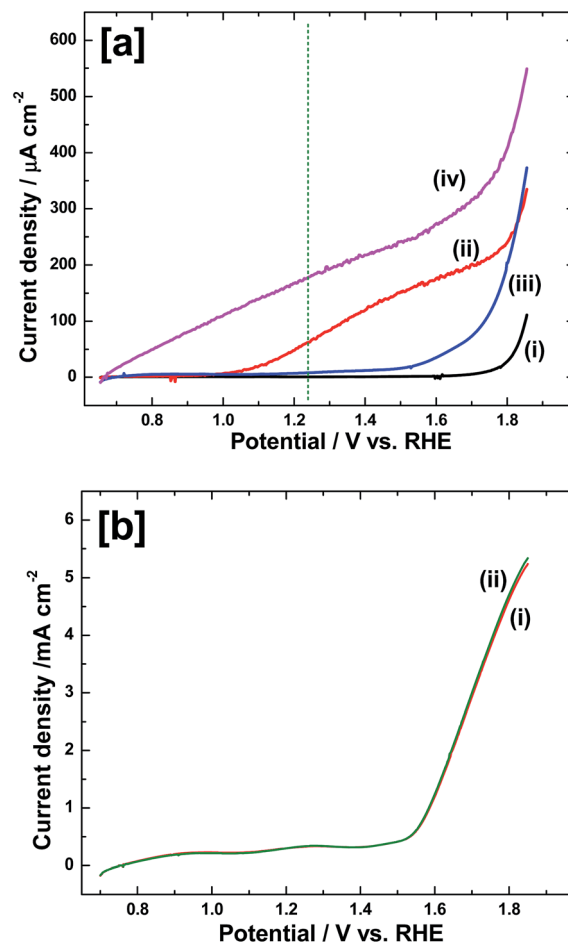 [a]
600
500
400
300
200
100
0
(iv)
(ii)
(iii)
(i)
0.8 1.0 1.2 1.4 1.6 1.8
Potential / V vs. RHE
Current density / μA cm⁻²
[b]
6
5
4
3
2
1
0
(ii)
(i)
0.8 1.0 1.2 1.4 1.6 1.8
Potential / V vs. RHE
Current density /mA cm⁻²